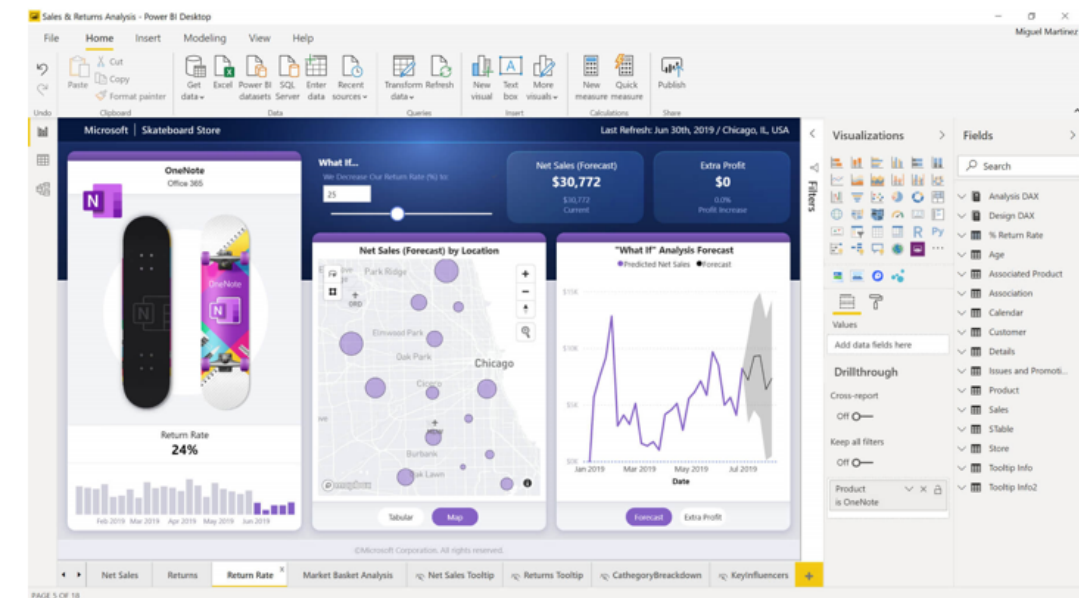 Sales & Returns Analysis - Power BI Desktop
Miguel Martinez
File Home Insert Modeling View Help
Paste
Cut
Copy
Format painter
Get data
Excel
Power BI datasets
SQL Server
Enter data
Recent sources
Transform data
Refresh
New visual
Text box
More visuals
New measure
Quick measure
Publish
Undo Clipboard Data Queries Insert Calculations Share
Microsoft | Skateboard Store
Last Refresh: Jun 30th, 2019 / Chicago, IL, USA
OneNote
Office 365
N
OneNote
N
N
Return Rate
24%
Feb 2019 Mar 2019 Apr 2019 May 2019 Jun 2019
What If...
We Decrease Our Return Rate (%) to:
25
Net Sales (Forecast)
$30,772
$30,772
Current
Extra Profit
$0
0.0%
Profit Increase
Net Sales (Forecast) by Location
Park Ridge
ORD
Elmwood Park
Oak Park
Chicago
Cicero
MDW
Burbank
Oak Lawn
mapbox
Tabular Map
"What If" Analysis Forecast
Predicted Net Sales Forecast
$15K
$10K
$5K
$0K
Jan 2019 Mar 2019 May 2019 Jul 2019
Date
Forecast Extra Profit
©Microsoft Corporation. All rights reserved.
Filters
Visualizations
R Py
Values
Add data fields here
Drillthrough
Cross-report
Off
Keep all filters
Off
Product
is OneNote
Fields
Search
Analysis DAX
Design DAX
% Return Rate
Age
Associated Product
Association
Calendar
Customer
Details
Issues and Promoti...
Product
Sales
STable
Store
Tooltip Info
Tooltip Info2
Net Sales Returns Return Rate Market Basket Analysis Net Sales Tooltip Returns Tooltip CathegoryBreackdown KeyInfluencers
PAGE 5 OF 18